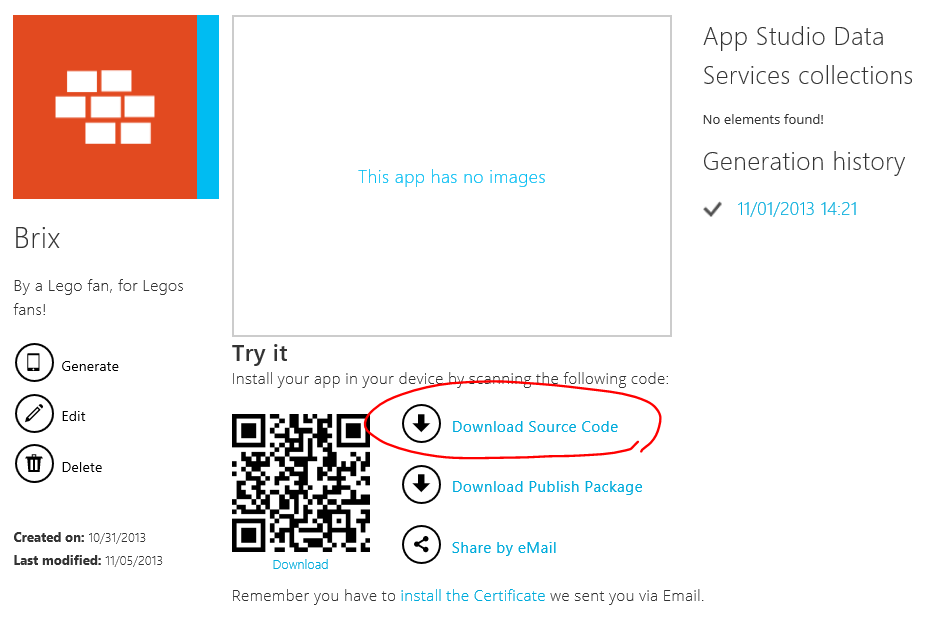 Brix
By a Lego fan, for Legos
fans!
Generate
Edit
Delete
Created on: 10/31/2013
Last modified: 11/05/2013
This app has no images
Try it
Install your app in your device by scanning the following code:
Download
Download Source Code
Download Publish Package
Share by eMail
Remember you have to install the Certificate we sent you via Email.
App Studio Data
Services collections
No elements found!
Generation history
11/01/2013 14:21